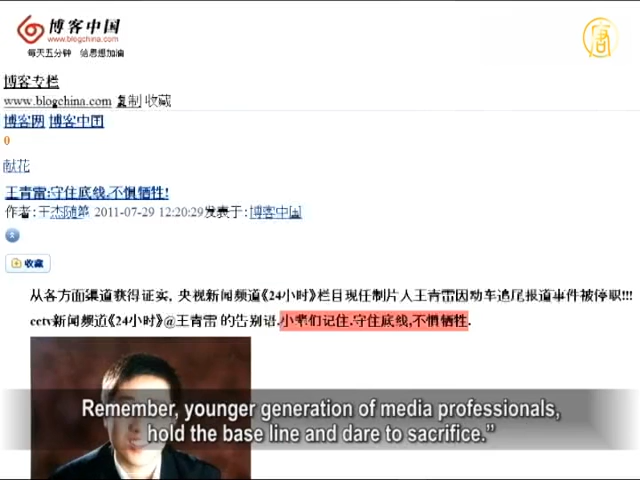 博客中国
www.blogchina.com
每天五分钟 给思想加油
博客专栏
www.blogchina.com 复制 收藏
博客网 博客中国
0
献花
王青雷:守住底线,不惧牺牲!
作者:王杰随笔 2011-07-29 12:20:29发表于:博客中国
收藏
从各方面渠道获得证实，央视新闻频道《24小时》栏目现任制片人王青雷因动车追尾报道事件被停职!!!
cctv新闻频道《24小时》@王青雷 的告别语.小辈们记住.守住底线,不惧牺牲.
Remember, younger generation of media professionals,
hold the base line and dare to sacrifice.”